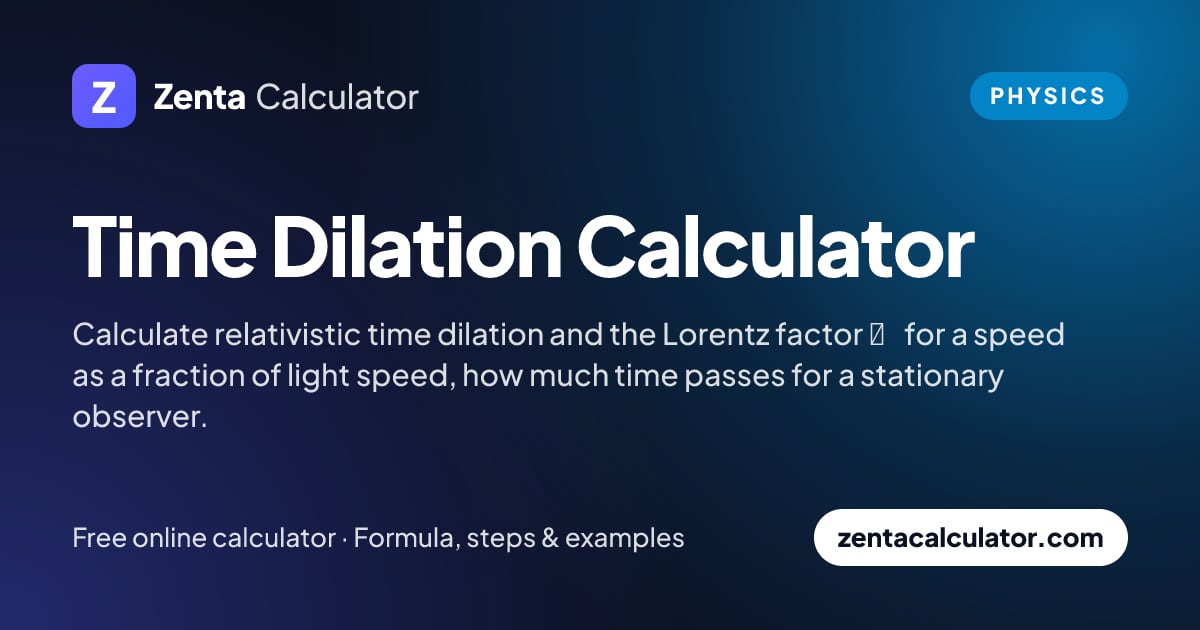 Z Zenta Calculator
PHYSICS
Time Dilation Calculator
Calculate relativistic time dilation and the Lorentz factor for a speed
as a fraction of light speed, how much time passes for a stationary
observer.
Free online calculator · Formula, steps & examples
zentacalculator.com